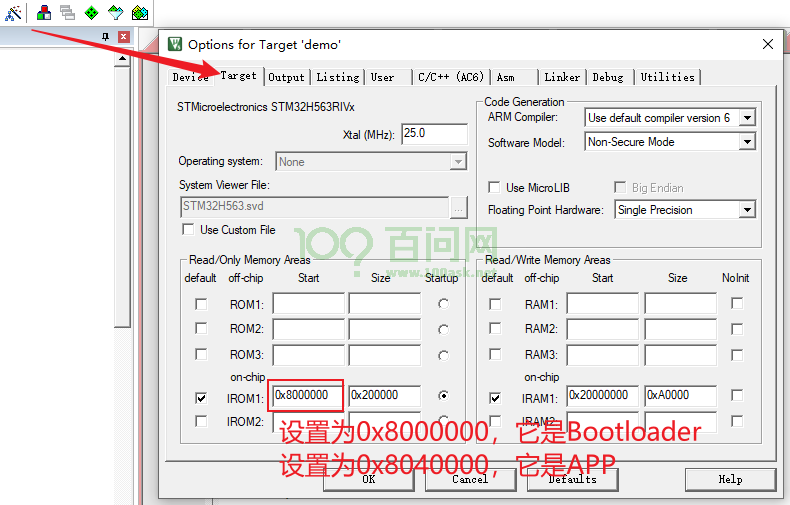 Options for Target 'demo'
Device Target Output Listing User C/C++ (AC6) Asm Linker Debug Utilities
STMicroelectronics STM32H563RIVx
Xtal (MHz): 25.0
Operating system: None
System Viewer File:
STM32H563.svd
...
Use Custom File
Code Generation
ARM Compiler: Use default compiler version 6
Software Model: Non-Secure Mode
Use MicroLIB Big Endian
Floating Point Hardware: Single Precision
100 百问网
www.100ask.net
Read/Only Memory Areas
default off-chip Start Size Startup
ROM1:
ROM2:
ROM3:
on-chip
IROM1: 0x8000000 0x200000
IROM2:
Read/Write Memory Areas
default off-chip Start Size NoInit
RAM1:
RAM2:
RAM3:
on-chip
IRAM1: 0x20000000 0xA0000
IRAM2:
设置为0x8000000，它是Bootloader
设置为0x8040000，它是APP
OK Cancel Defaults Help